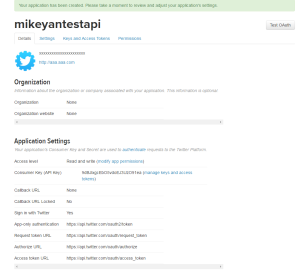 Your application has been created. Please take a moment to review and adjust your application's settings.
mikeyantestapi
Test OAuth
Details Settings Keys and Access Tokens Permissions
http://aaa.aaa.com
Organization
Information about the organization or company associated with your application. This information is optional.
Organization None
Organization website None
Application Settings
Your application's Consumer Key and Secret are used to authenticate requests to the Twitter Platform.
Access level Read and write (modify app permissions)
Consumer Key (API Key) (manage keys and access tokens)
Callback URL None
Callback URL Locked No
Sign in with Twitter Yes
App-only authentication https://api.twitter.com/oauth2/token
Request token URL https://api.twitter.com/oauth/request_token
Authorize URL https://api.twitter.com/oauth/authorize
Access token URL https://api.twitter.com/oauth/access_token